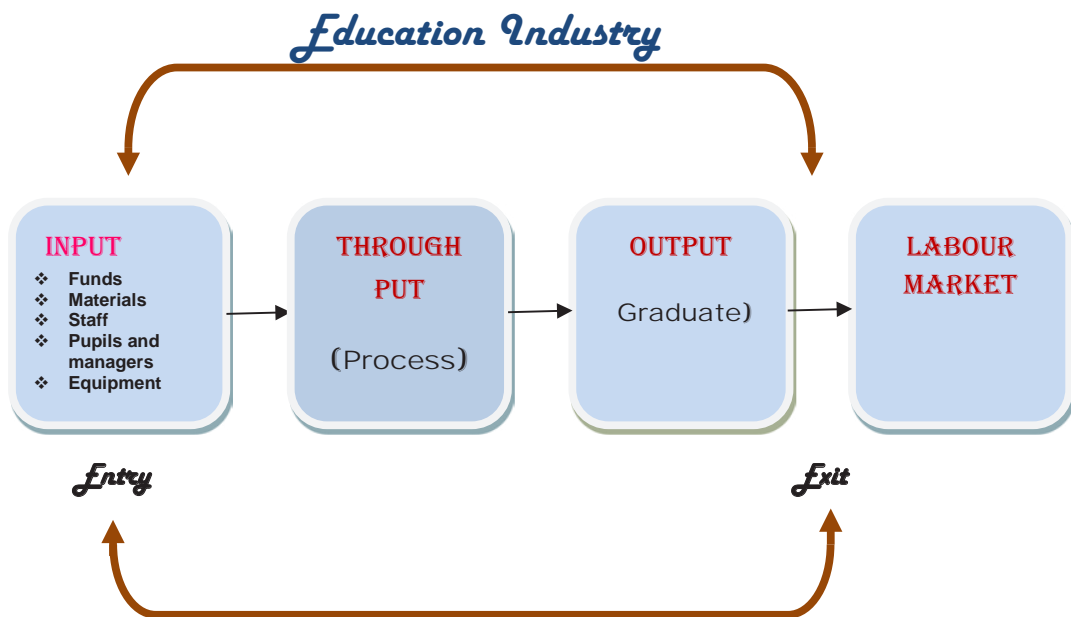 Education Industry
INPUT
❖ Funds
❖ Materials
❖ Staff
❖ Pupils and
managers
❖ Equipment
THROUGH
PUT
(Process)
OUTPUT
Graduate)
LABOUR
MARKET
Entry
Exit